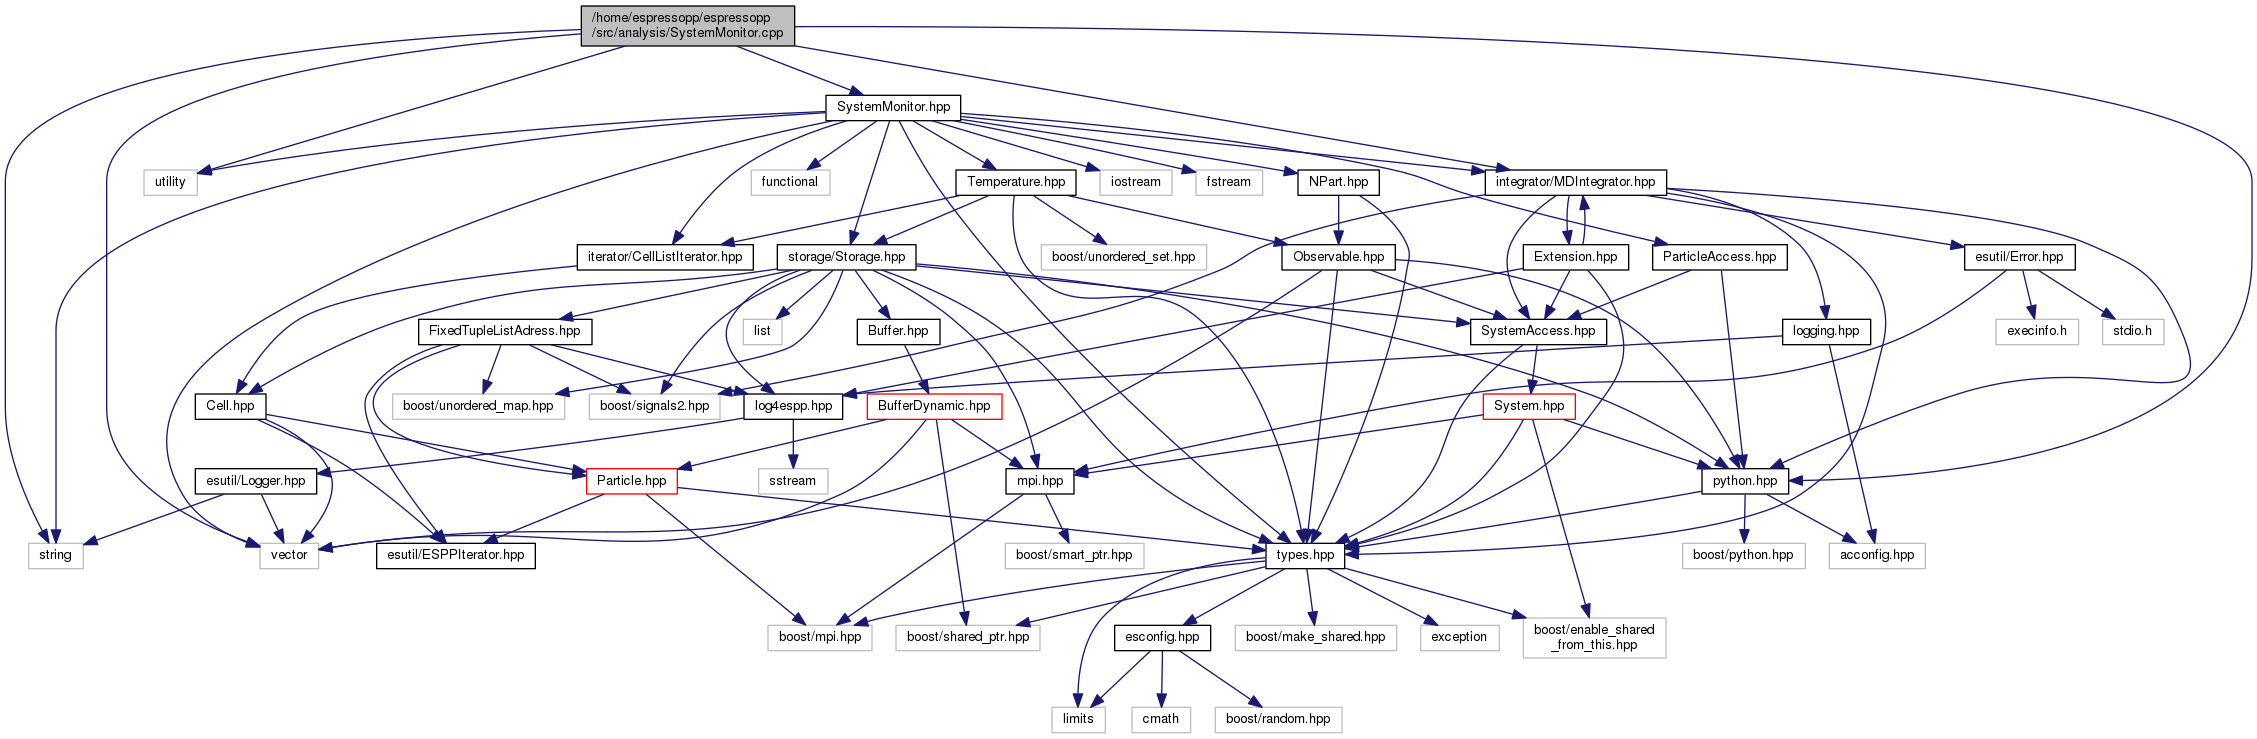 /home/espressopp/espressopp
/src/analysis/SystemMonitor.cpp
SystemMonitor.hpp
utility
functional
Temperature.hpp
iostream
fstream
NPart.hpp
integrator/MDIntegrator.hpp
iterator/CellListIterator.hpp
storage/Storage.hpp
boost/unordered_set.hpp
Observable.hpp
Extension.hpp
ParticleAccess.hpp
esutil/Error.hpp
FixedTupleListAdress.hpp
list
Buffer.hpp
SystemAccess.hpp
logging.hpp
execinfo.h
stdio.h
Cell.hpp
boost/unordered_map.hpp
boost/signals2.hpp
log4espp.hpp
BufferDynamic.hpp
System.hpp
esutil/Logger.hpp
Particle.hpp
sstream
mpi.hpp
python.hpp
string
vector
esutil/ESPPIterator.hpp
boost/smart_ptr.hpp
types.hpp
boost/python.hpp
acconfig.hpp
boost/mpi.hpp
boost/shared_ptr.hpp
esconfig.hpp
boost/make_shared.hpp
exception
boost/enable_shared
_from_this.hpp
limits
cmath
boost/random.hpp